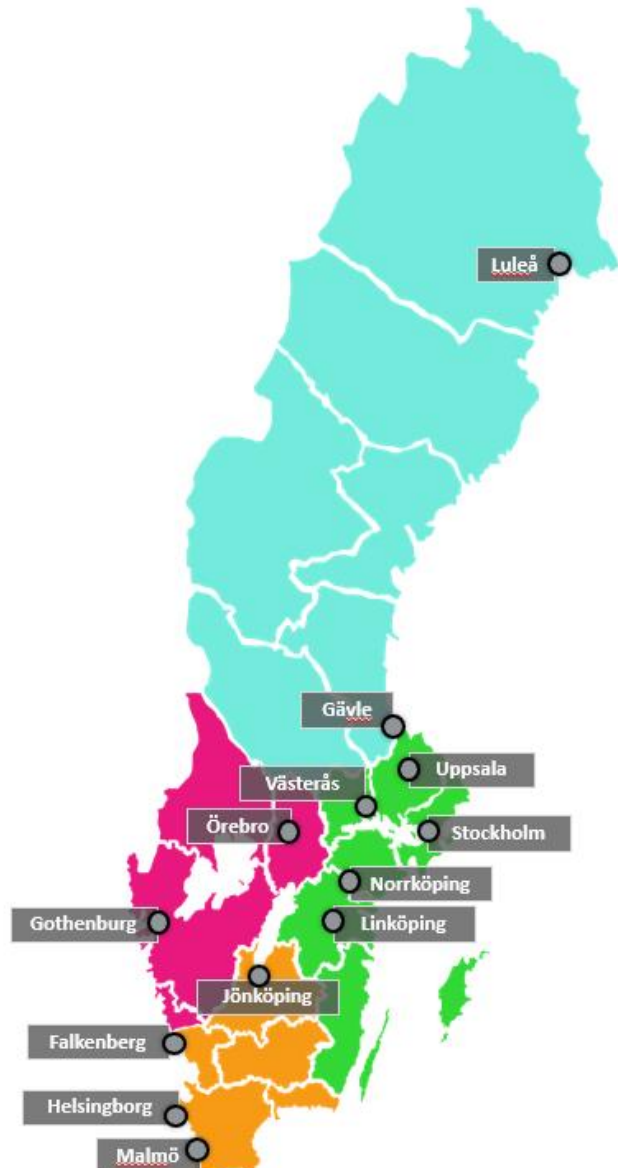 Luleå
Gävle
Uppsala
Västerås
Örebro
Stockholm
Norrköping
Gothenburg
Linköping
Jönköping
Falkenberg
Helsingborg
Malmö